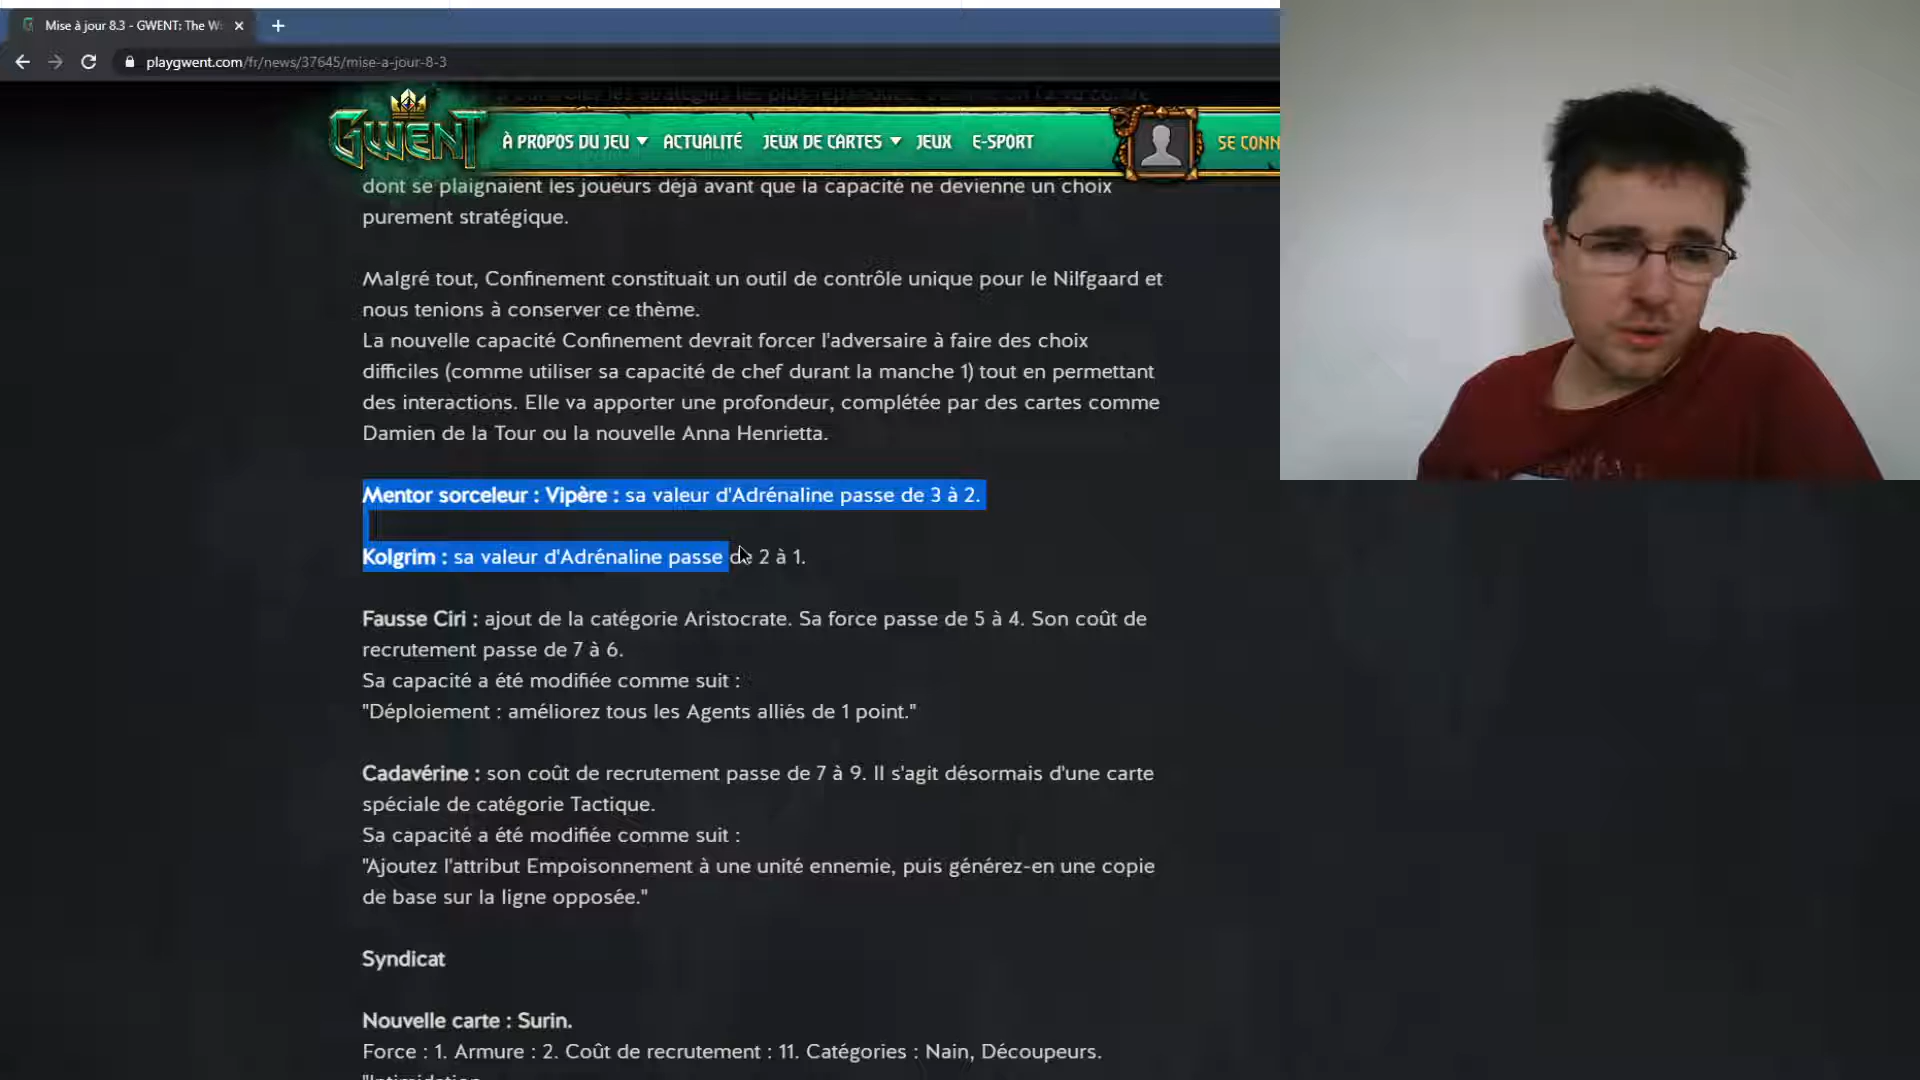 Mise à jour 8.3 - GWENT: The Wi
playgwent.com/fr/news/37645/mise-a-jour-8-3
GWENT
À PROPOS DU JEU
ACTUALITÉ
JEUX DE CARTES
JEUX
E-SPORT
SE CONN
dont se plaignaient les joueurs déjà avant que la capacité ne devienne un choix
purement stratégique.
Malgré tout, Confinement constituait un outil de contrôle unique pour le Nilfgaard et
nous tenions à conserver ce thème.
La nouvelle capacité Confinement devrait forcer l'adversaire à faire des choix
difficiles (comme utiliser sa capacité de chef durant la manche 1) tout en permettant
des interactions. Elle va apporter une profondeur, complétée par des cartes comme
Damien de la Tour ou la nouvelle Anna Henrietta.
Mentor sorceleur : Vipère : sa valeur d'Adrénaline passe de 3 à 2.
Kolgrim : sa valeur d'Adrénaline passe de 2 à 1.
Fausse Ciri : ajout de la catégorie Aristocrate. Sa force passe de 5 à 4. Son coût de
recrutement passe de 7 à 6.
Sa capacité a été modifiée comme suit :
"Déploiement : améliorez tous les Agents alliés de 1 point."
Cadavérine : son coût de recrutement passe de 7 à 9. Il s'agit désormais d'une carte
spéciale de catégorie Tactique.
Sa capacité a été modifiée comme suit :
"Ajoutez l'attribut Empoisonnement à une unité ennemie, puis générez-en une copie
de base sur la ligne opposée."
Syndicat
Nouvelle carte : Surin.
Force : 1. Armure : 2. Coût de recrutement : 11. Catégories : Nain, Découpeurs.
"Intimidation.